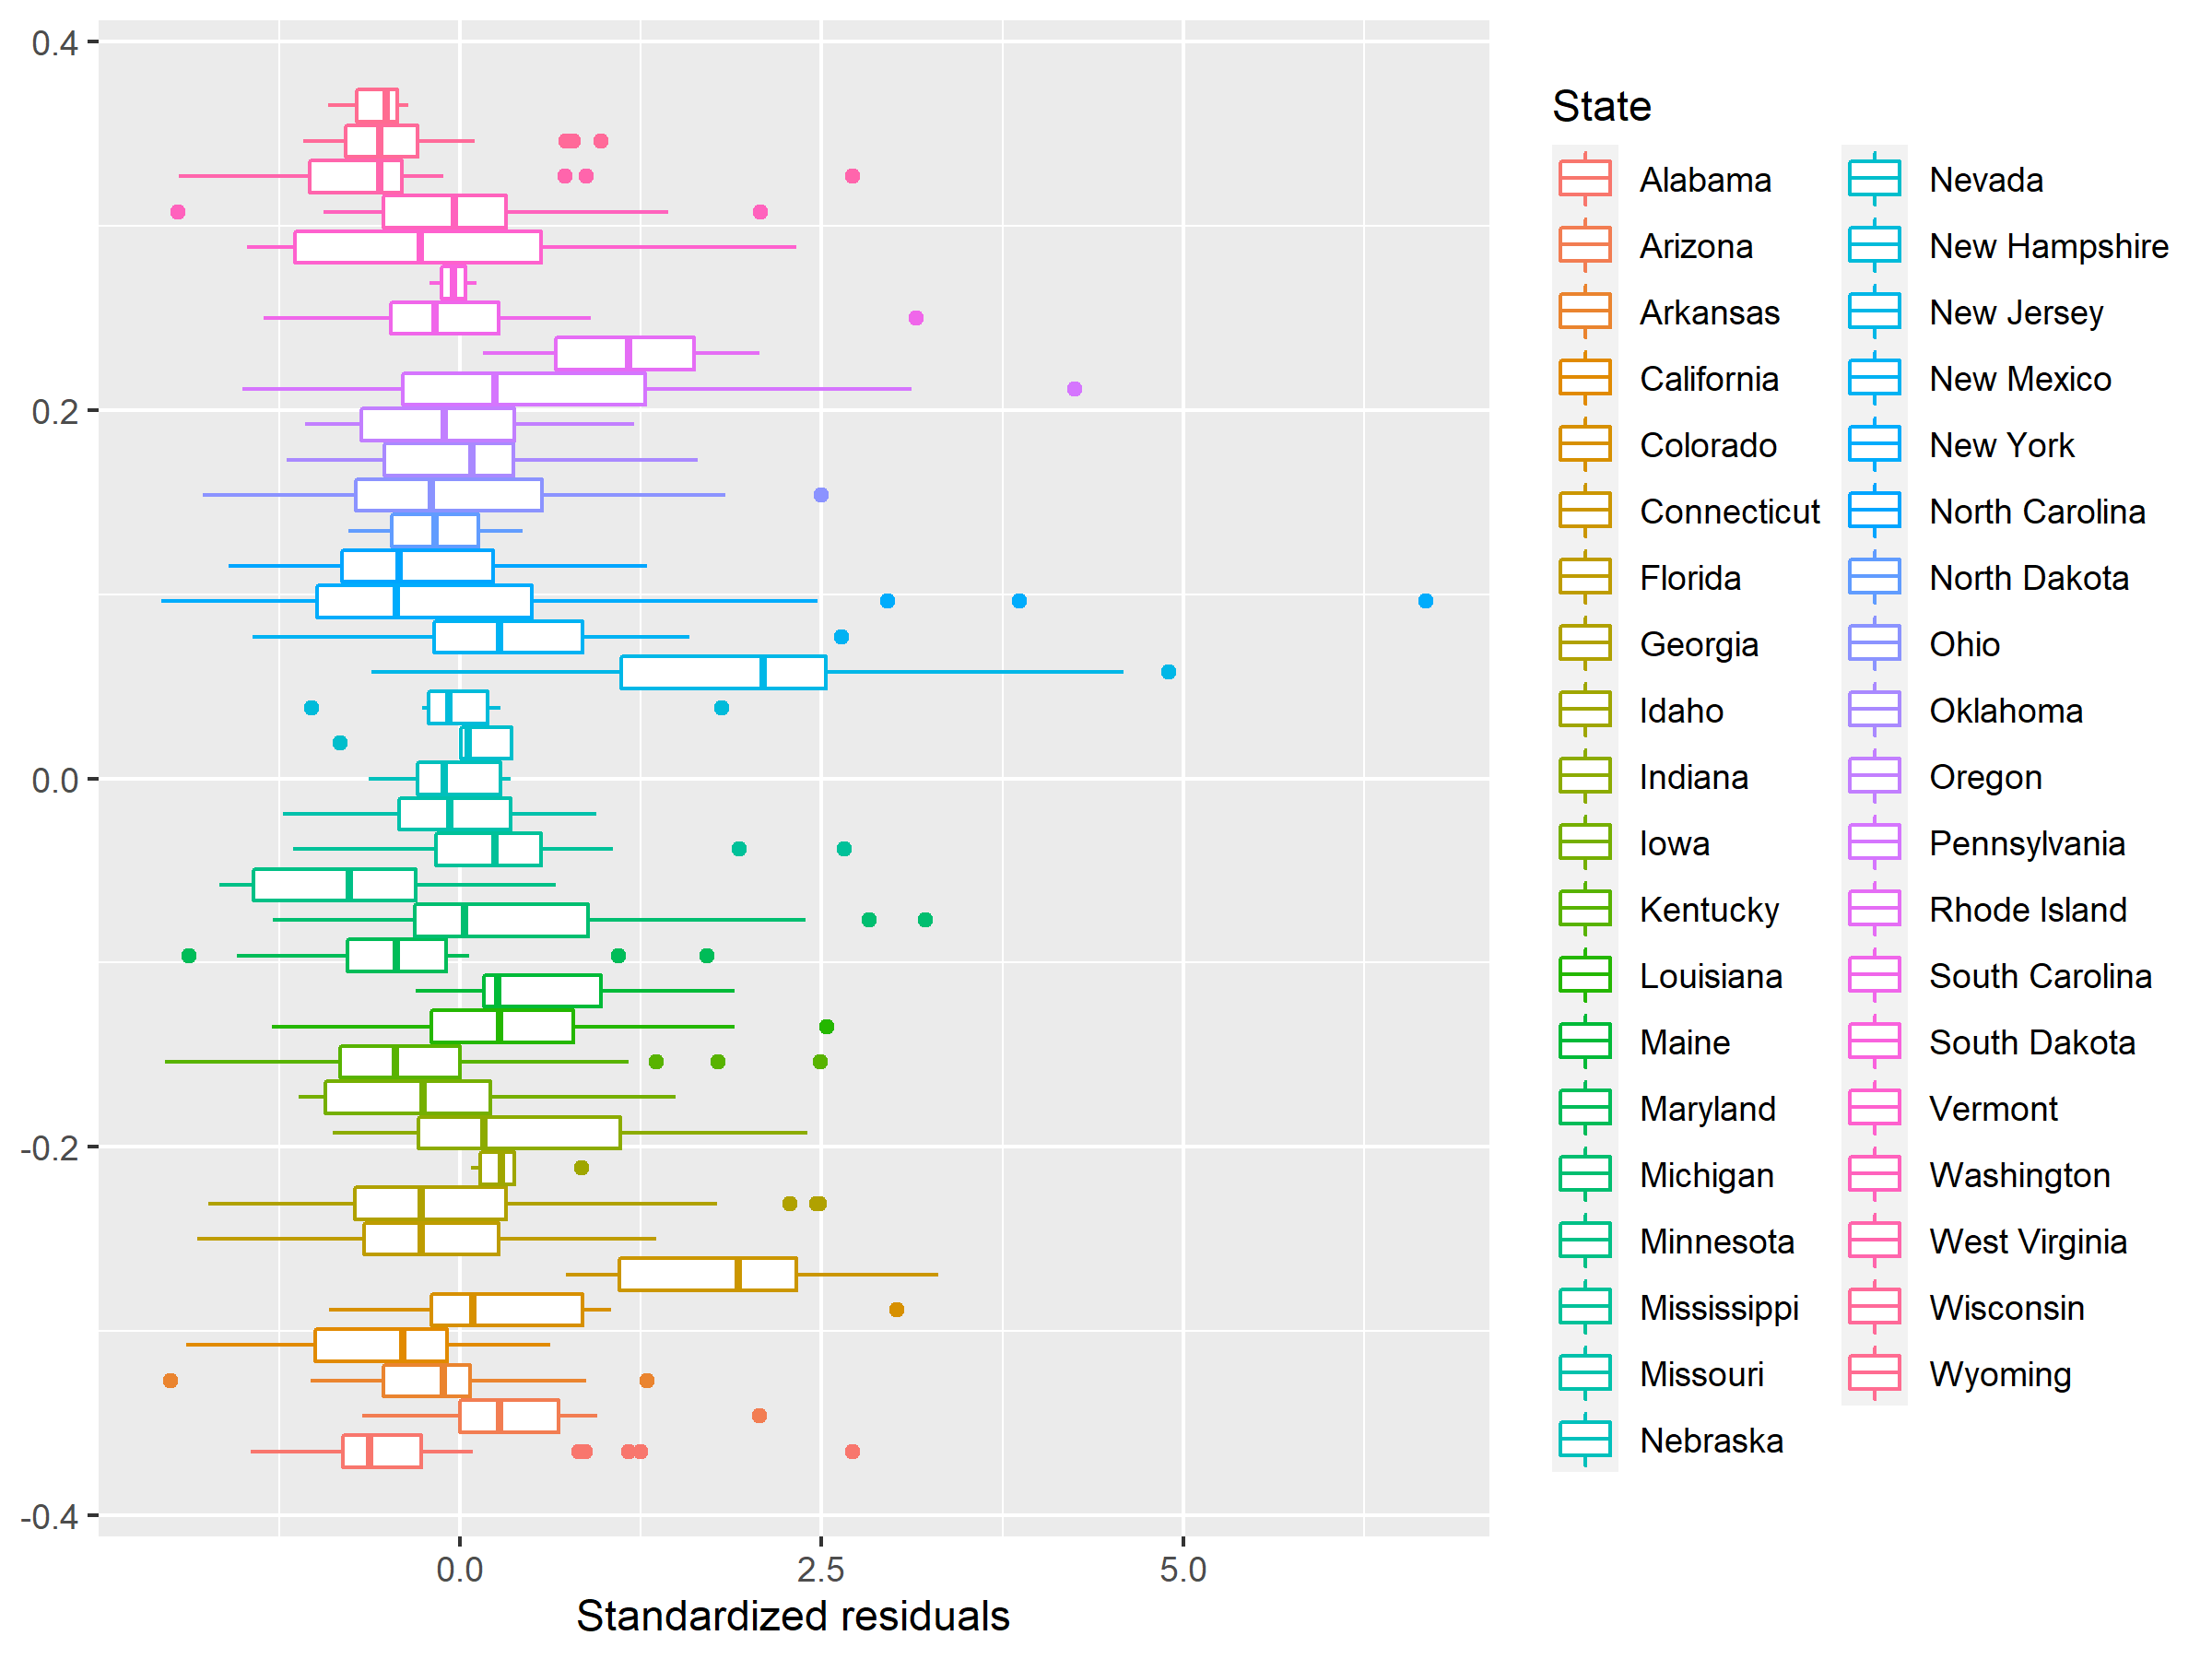 0.4
0.2
0.0
-0.2
-0.4
0.0 2.5 5.0
Standardized residuals
State
Alabama
Arizona
Arkansas
California
Colorado
Connecticut
Florida
Georgia
Idaho
Indiana
Iowa
Kentucky
Louisiana
Maine
Maryland
Michigan
Minnesota
Mississippi
Missouri
Nebraska
Nevada
New Hampshire
New Jersey
New Mexico
New York
North Carolina
North Dakota
Ohio
Oklahoma
Oregon
Pennsylvania
Rhode Island
South Carolina
South Dakota
Vermont
Washington
West Virginia
Wisconsin
Wyoming